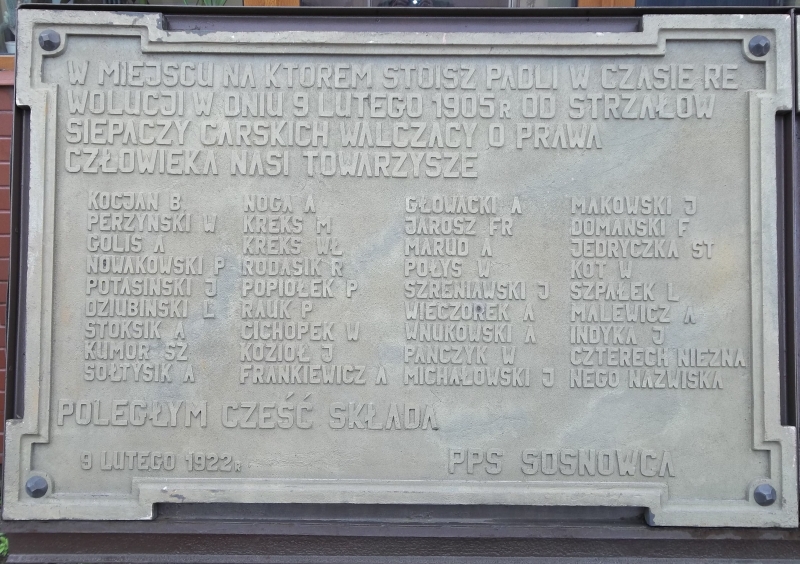 W MIEJSCU NA KTÓREM STOISZ PADLI W CZASIE RE
WOLUCJI W DNIU 9 LUTEGO 1905R OD STRZAŁÓW
SIEPACZY CARSKICH WALCZĄCY O PRAWA
CZŁOWIEKA NASI TOWARZYSZE
KOCJAN B NOGA A GŁOWACKI A MAKOWSKI J
PERZYŃSKI W KREKS M JAROSZ FR DOMAŃSKI F
GOLIS A KREKS WŁ MARUD A JĘDRYCZKA ST
NOWAKOWSKI P RODASIK R POŁYS W KOT W
POTASIŃSKI J POPIOŁEK P SZRENIAWSKI J SZPAŁEK L
DZIUBIŃSKI L RAUK P WIECZOREK A MALEWICZ A
STOKSIK A CICHOPEK W WNUKOWSKI A INDYKA J
KUMOR SZ KOZIOŁ J PAŃCZYK W CZTERECH NIEZNA
SOŁTYSIK A FRANKIEWICZ A MICHAŁOWSKI J NEGO NAZWISKA
POLEGŁYM CZEŚĆ SKŁADA
9 LUTEGO 1922R PPS SOSNOWCA